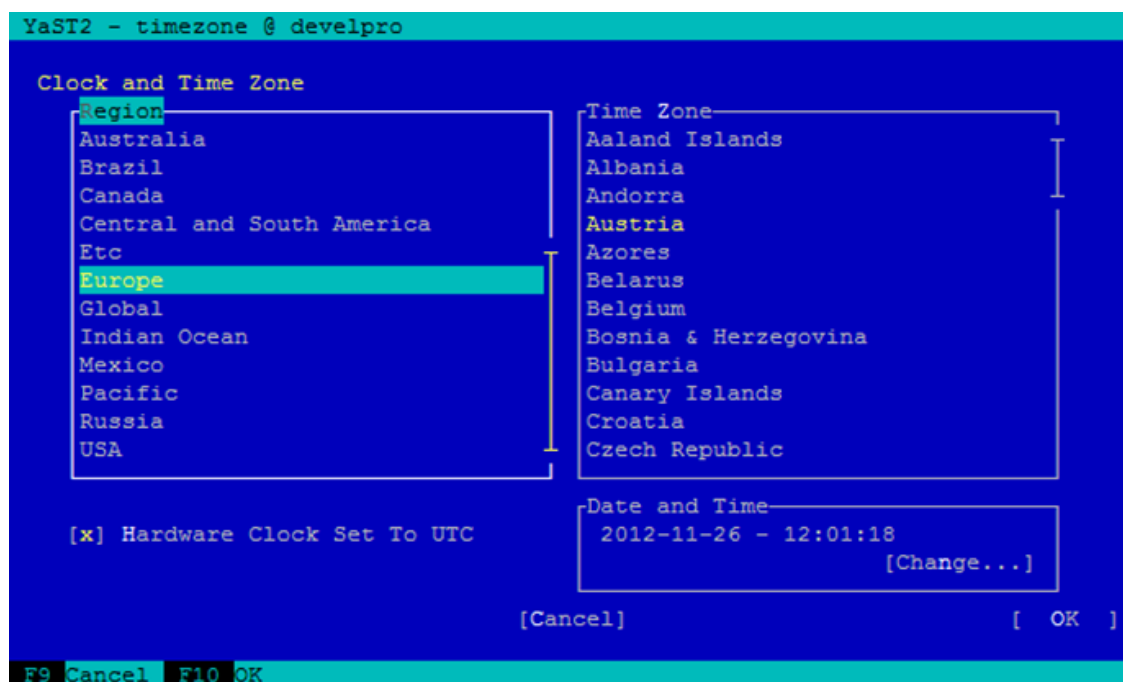 YaST2 - timezone @ develpro
Clock and Time Zone
Region
Australia
Brazil
Canada
Central and South America
Etc
Europe
Global
Indian Ocean
Mexico
Pacific
Russia
USA
Time Zone
Aaland Islands
Albania
Andorra
Austria
Azores
Belarus
Belgium
Bosnia & Herzegovina
Bulgaria
Canary Islands
Croatia
Czech Republic
[x] Hardware Clock Set To UTC
Date and Time
2012-11-26 - 12:01:18
[Change...]
[Cancel] [ OK ]
F9 Cancel F10 OK